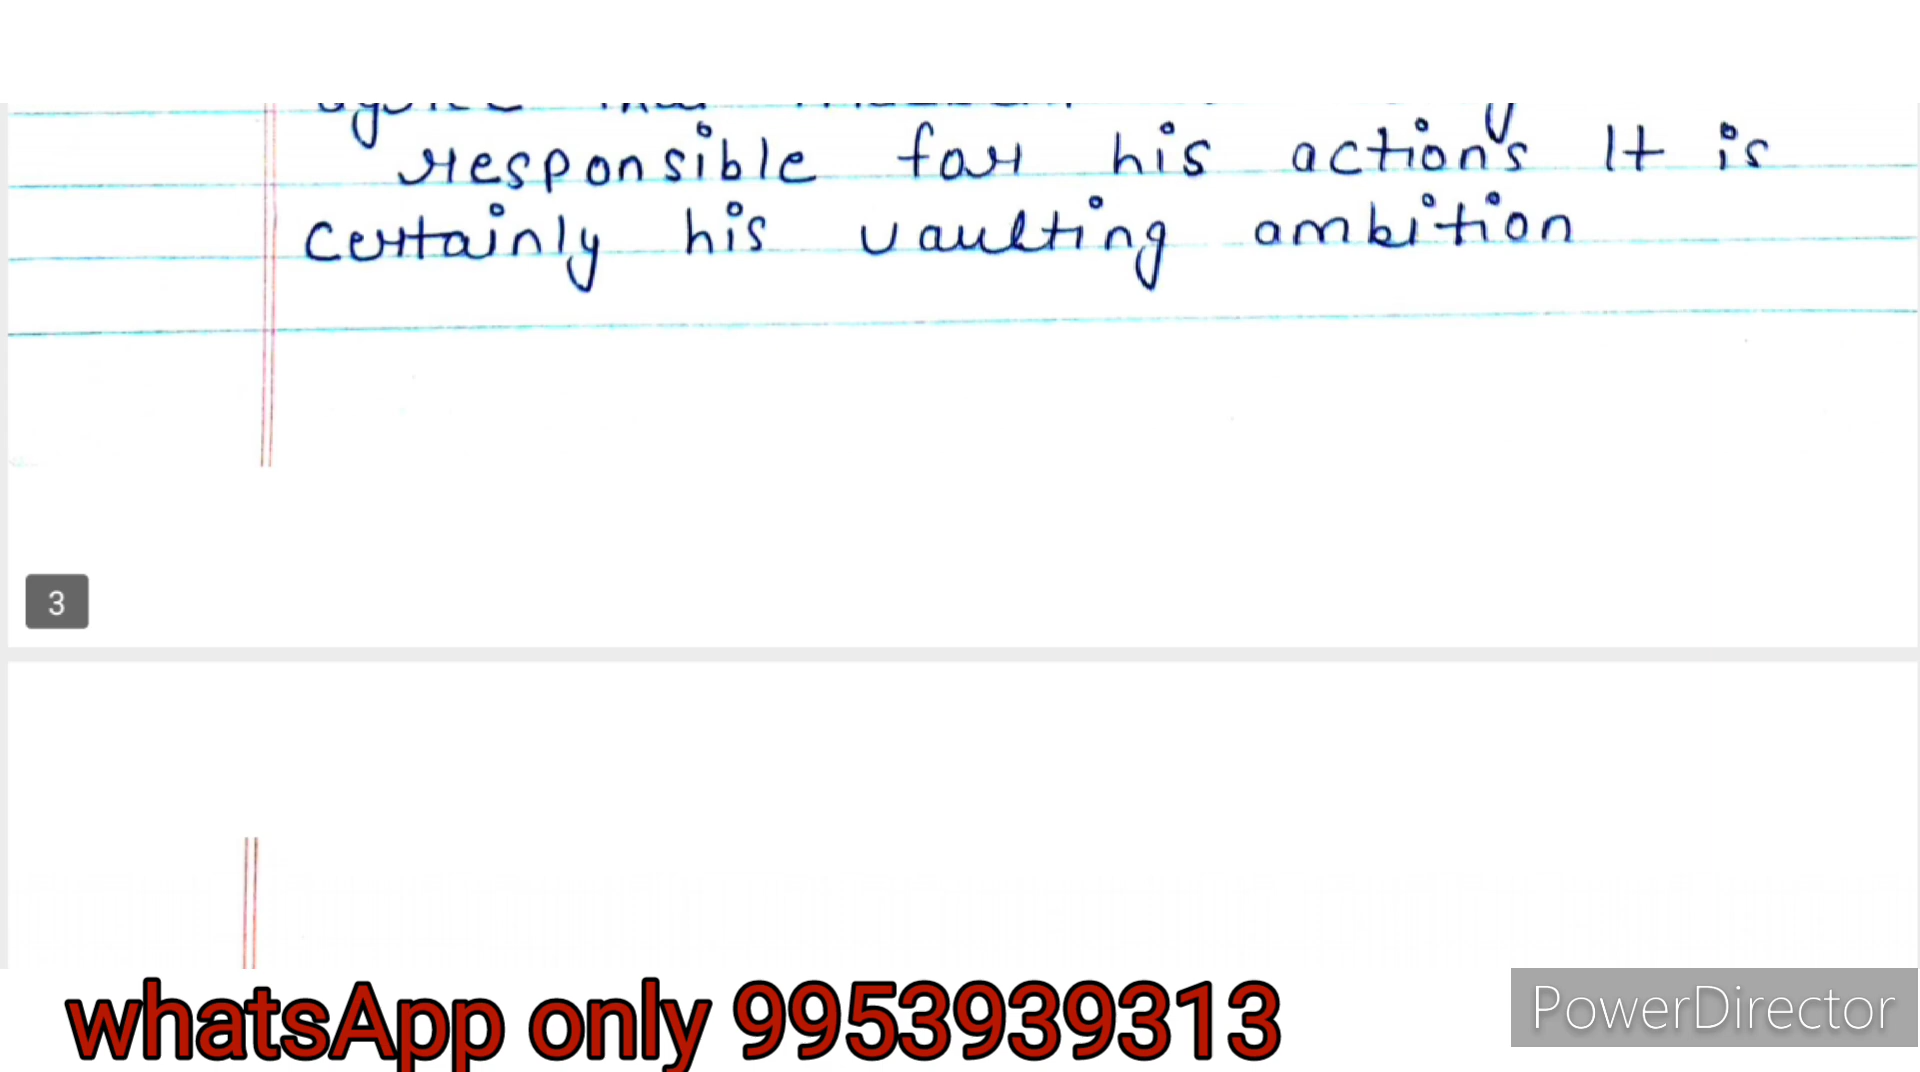 responsible for his actions It is
certainly his vaulting ambition
3
whatsApp only 9953939313
PowerDirector